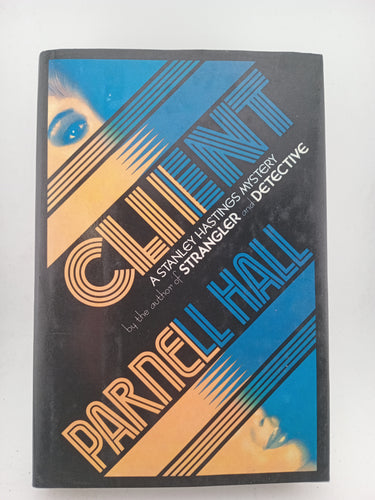 CLIENT
A STANLEY HASTINGS MYSTERY
by the author of STRANGLER and DETECTIVE
PARNELL HALL